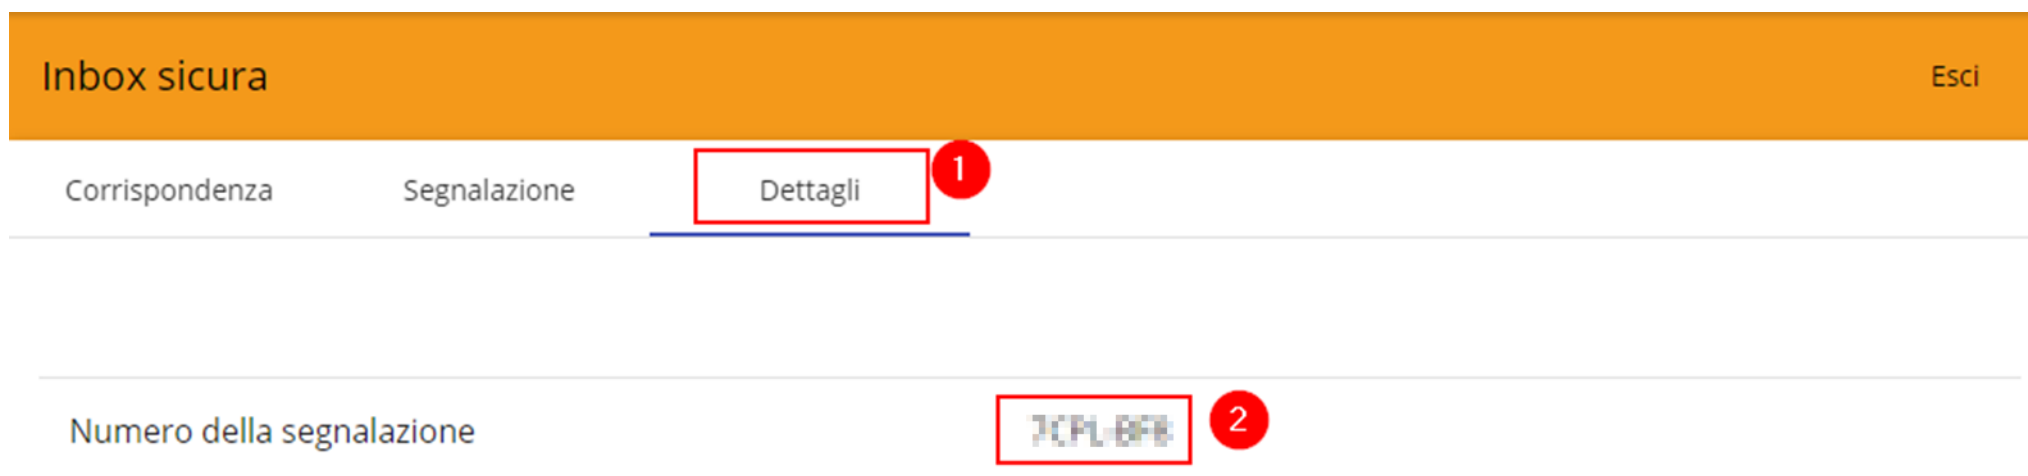 Inbox sicura
Esci
Corrispondenza
Segnalazione
Dettagli
1
Numero della segnalazione
2